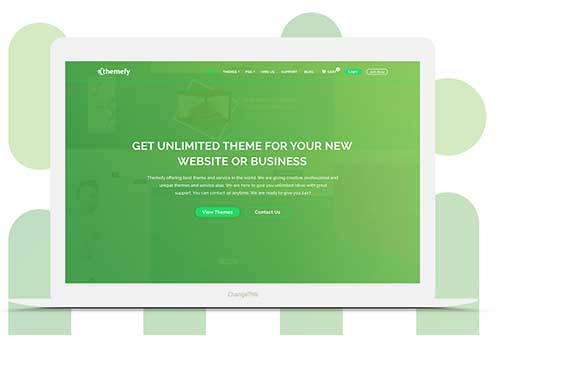 themefy
THEMES PSD HIRE US SUPPORT BLOG CART Login Join Now
GET UNLIMITED THEME FOR YOUR NEW
WEBSITE OR BUSINESS
Themefy offering best theme and service in the world. We are giving creative professional and
unique themes and service also. We are here to give you unlimited ideas with great
support. You can contact us anytime. We are ready to give you 24x7.
View Themes Contact Us
ChangeThis